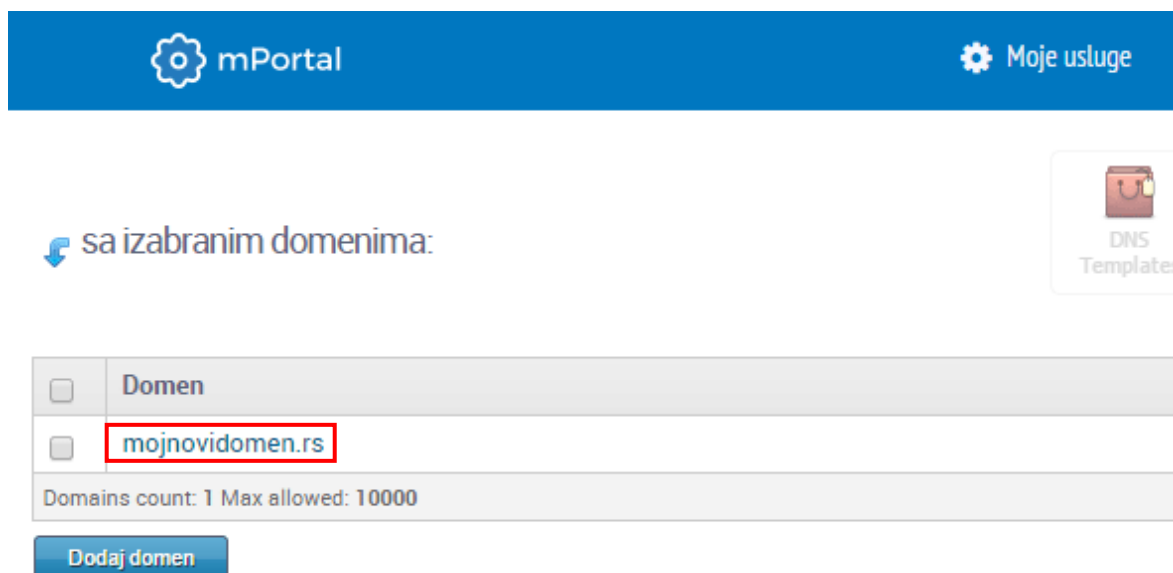 mPortal
Moje usluge
sa izabranim domenima:
DNS
Templates
Domen
mojnovidomen.rs
Domains count: 1 Max allowed: 10000
Dodaj domen